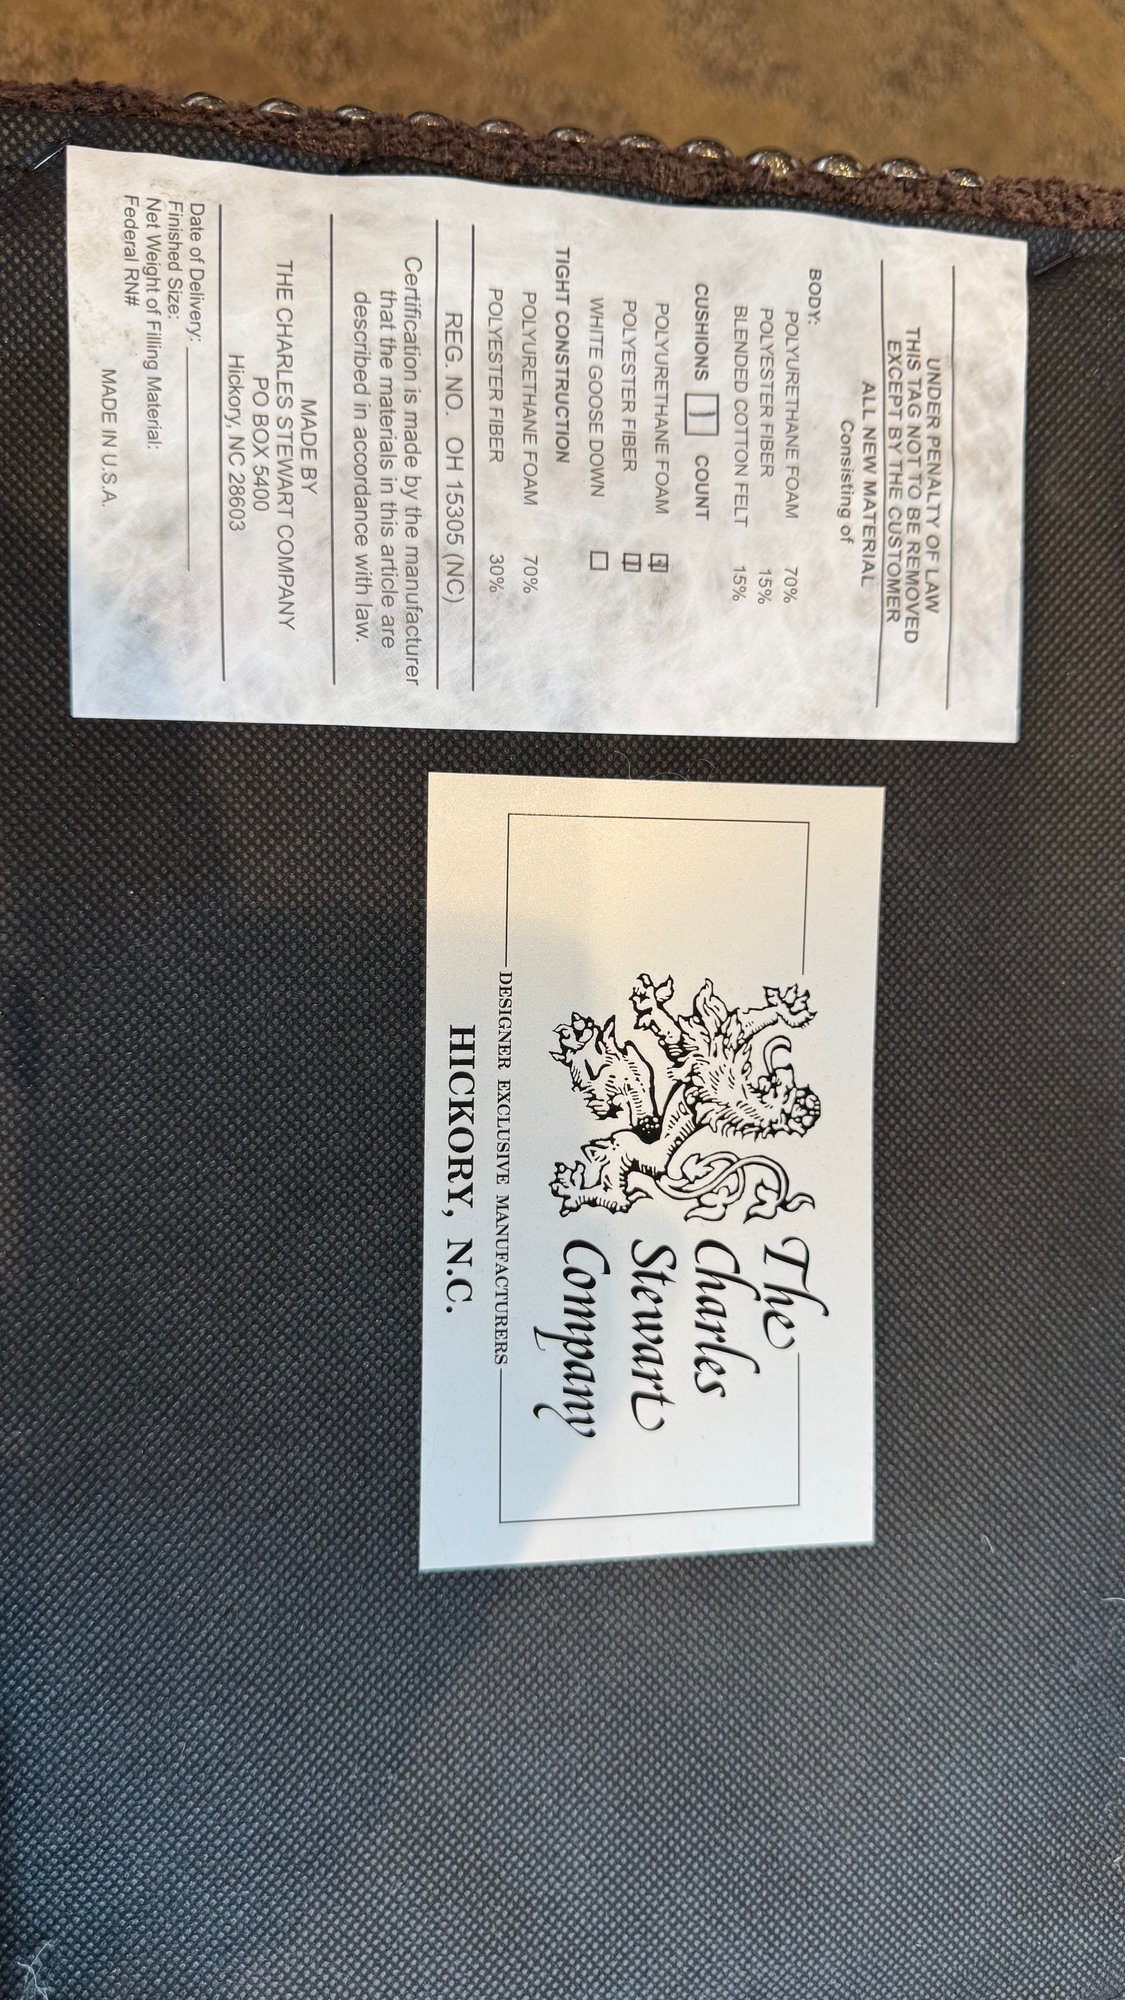 UNDER PENALTY OF LAW
THIS TAG NOT TO BE REMOVED
EXCEPT BY THE CUSTOMER
ALL NEW MATERIAL
Consisting of
BODY:
POLYURETHANE FOAM 70%
POLYESTER FIBER 15%
BLENDED COTTON FELT 15%
CUSHIONS 1 COUNT
POLYURETHANE FOAM
POLYESTER FIBER
WHITE GOOSE DOWN
TIGHT CONSTRUCTION
POLYURETHANE FOAM 70%
POLYESTER FIBER 30%
REG. NO. OH 15305 (NC)
Certification is made by the manufacturer
that the materials in this article are
described in accordance with law.
MADE BY
THE CHARLES STEWART COMPANY
PO BOX 5400
Hickory, NC 28603
Date of Delivery:
Finished Size:
Net Weight of Filling Material:
Federal RN#
MADE IN U.S.A.
The
Charles
Stewart
Company
DESIGNER EXCLUSIVE MANUFACTURERS
HICKORY, N.C.